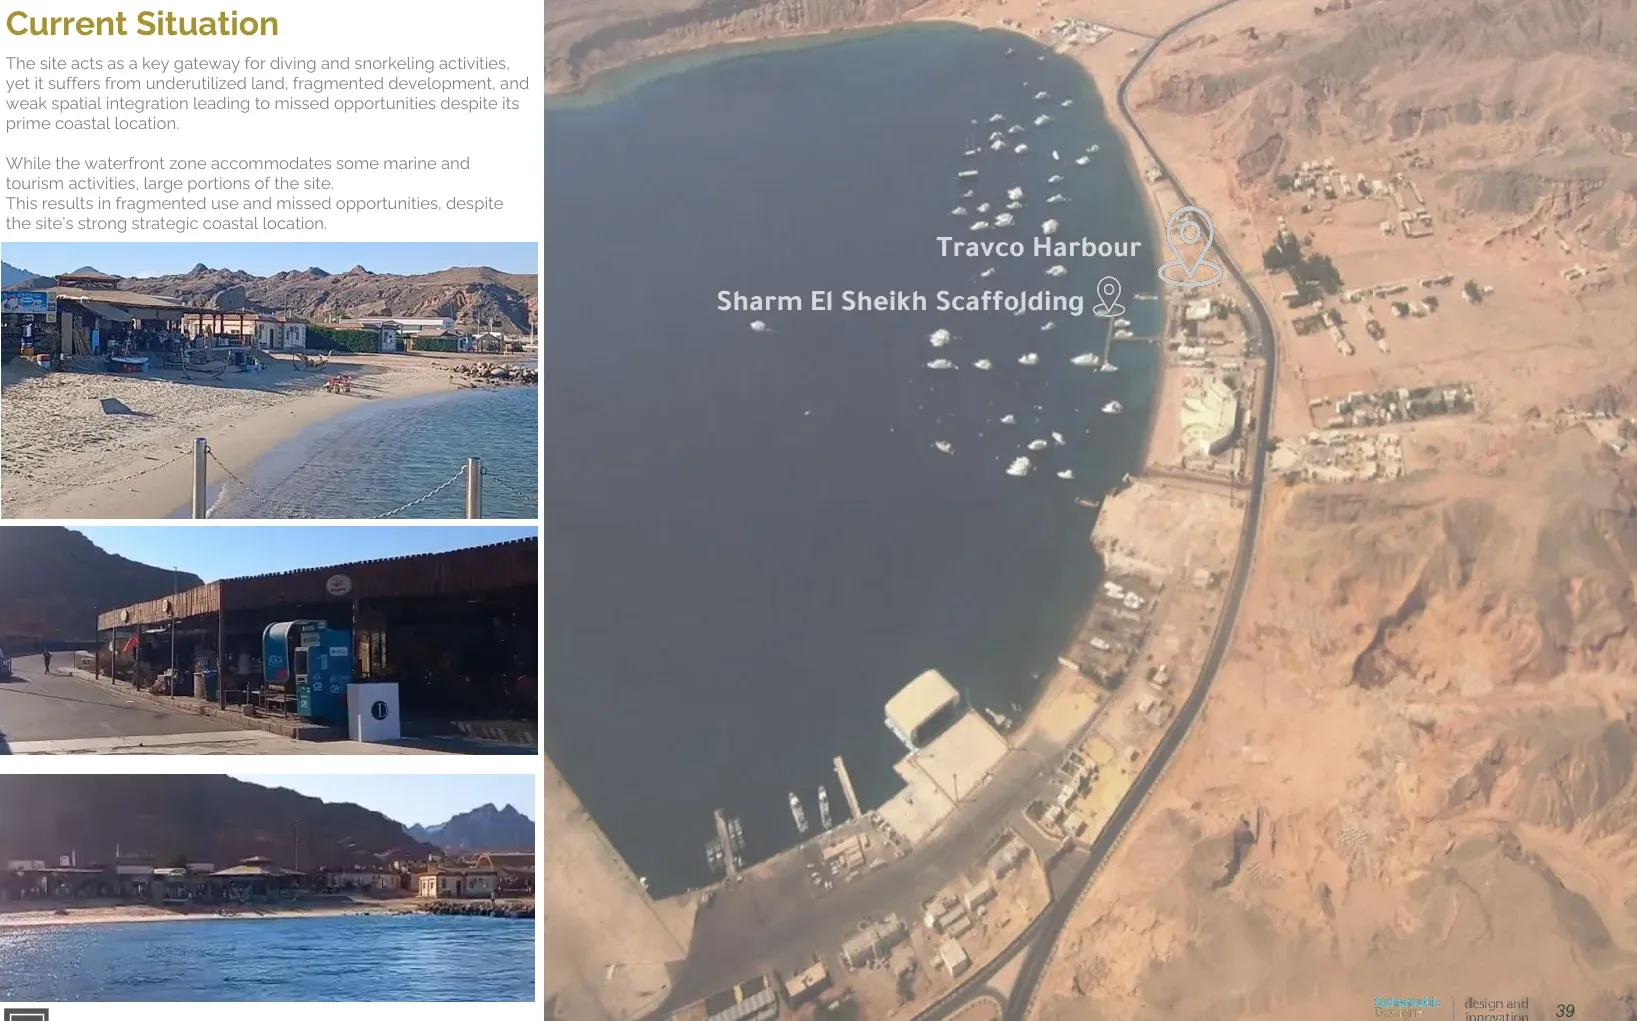 Current Situation
The site acts as a key gateway for diving and snorkeling activities,
yet it suffers from underutilized land, fragmented development, and
weak spatial integration leading to missed opportunities despite its
prime coastal location.
While the waterfront zone accommodates some marine and
tourism activities, large portions of the site.
This results in fragmented use and missed opportunities, despite
the site's strong strategic coastal location.
Travco Harbour
Sharm El Sheikh Scaffolding
design and
innovation
39